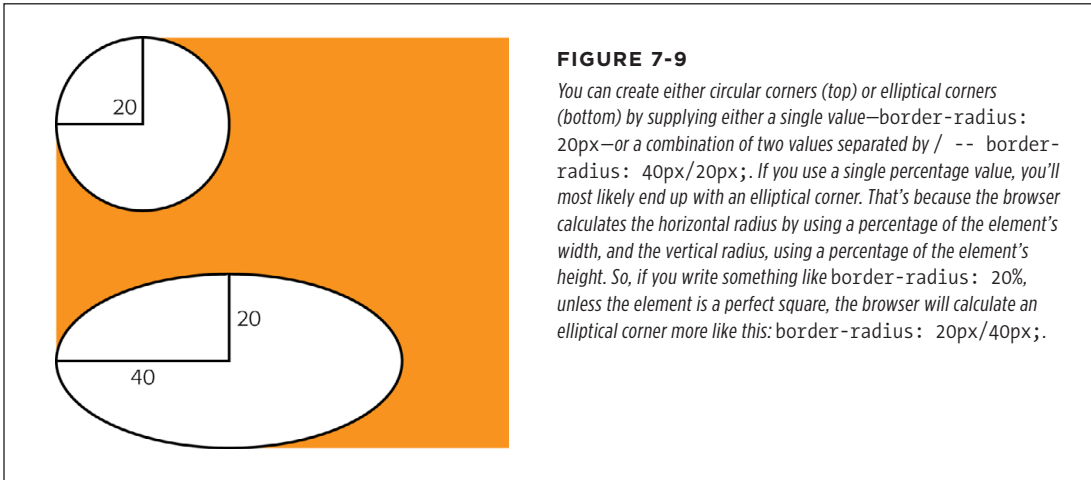 20
20
40
FIGURE 7-9
You can create either circular corners (top) or elliptical corners
(bottom) by supplying either a single value—border-radius:
20px—or a combination of two values separated by / -- border-
radius: 40px/20px;. If you use a single percentage value, you'll
most likely end up with an elliptical corner. That's because the browser
calculates the horizontal radius by using a percentage of the element's
width, and the vertical radius, using a percentage of the element's
height. So, if you write something like border-radius: 20%,
unless the element is a perfect square, the browser will calculate an
elliptical corner more like this: border-radius: 20px/40px;.